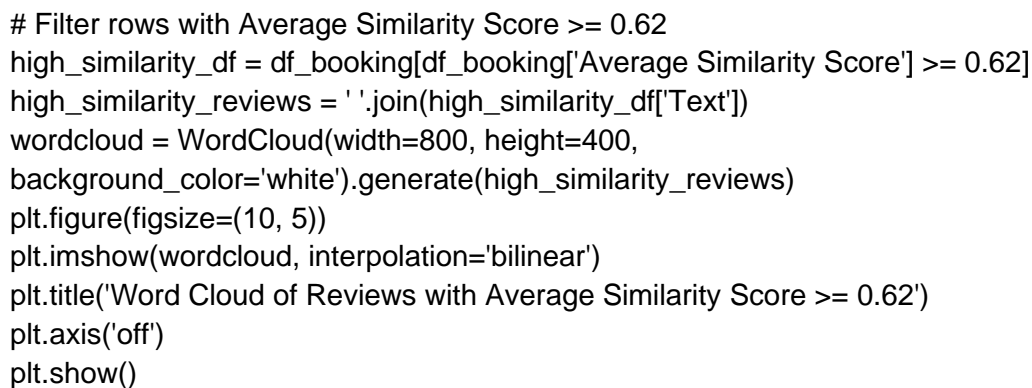 # Filter rows with Average Similarity Score >= 0.62
high_similarity_df = df_booking[df_booking['Average Similarity Score'] >= 0.62]
high_similarity_reviews = ' '.join(high_similarity_df['Text'])
wordcloud = WordCloud(width=800, height=400,
background_color='white').generate(high_similarity_reviews)
plt.figure(figsize=(10, 5))
plt.imshow(wordcloud, interpolation='bilinear')
plt.title('Word Cloud of Reviews with Average Similarity Score >= 0.62')
plt.axis('off')
plt.show()